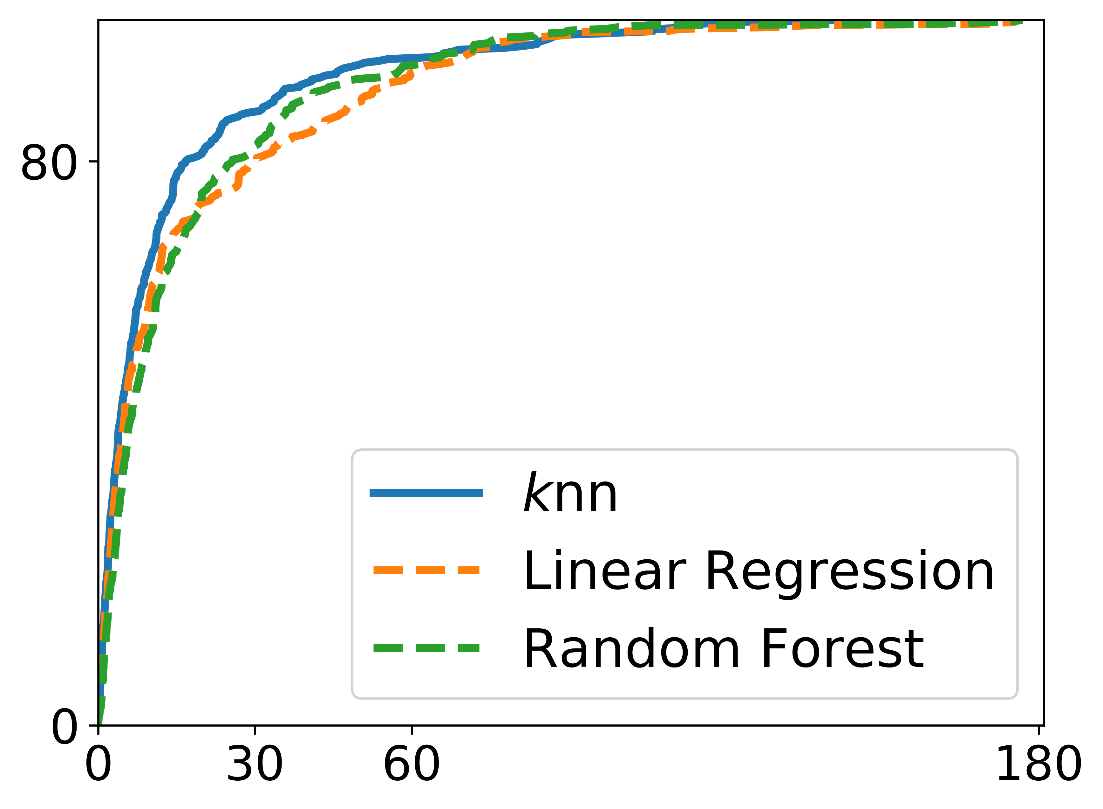 80
0
0 30 60 180
knn
Linear Regression
Random Forest